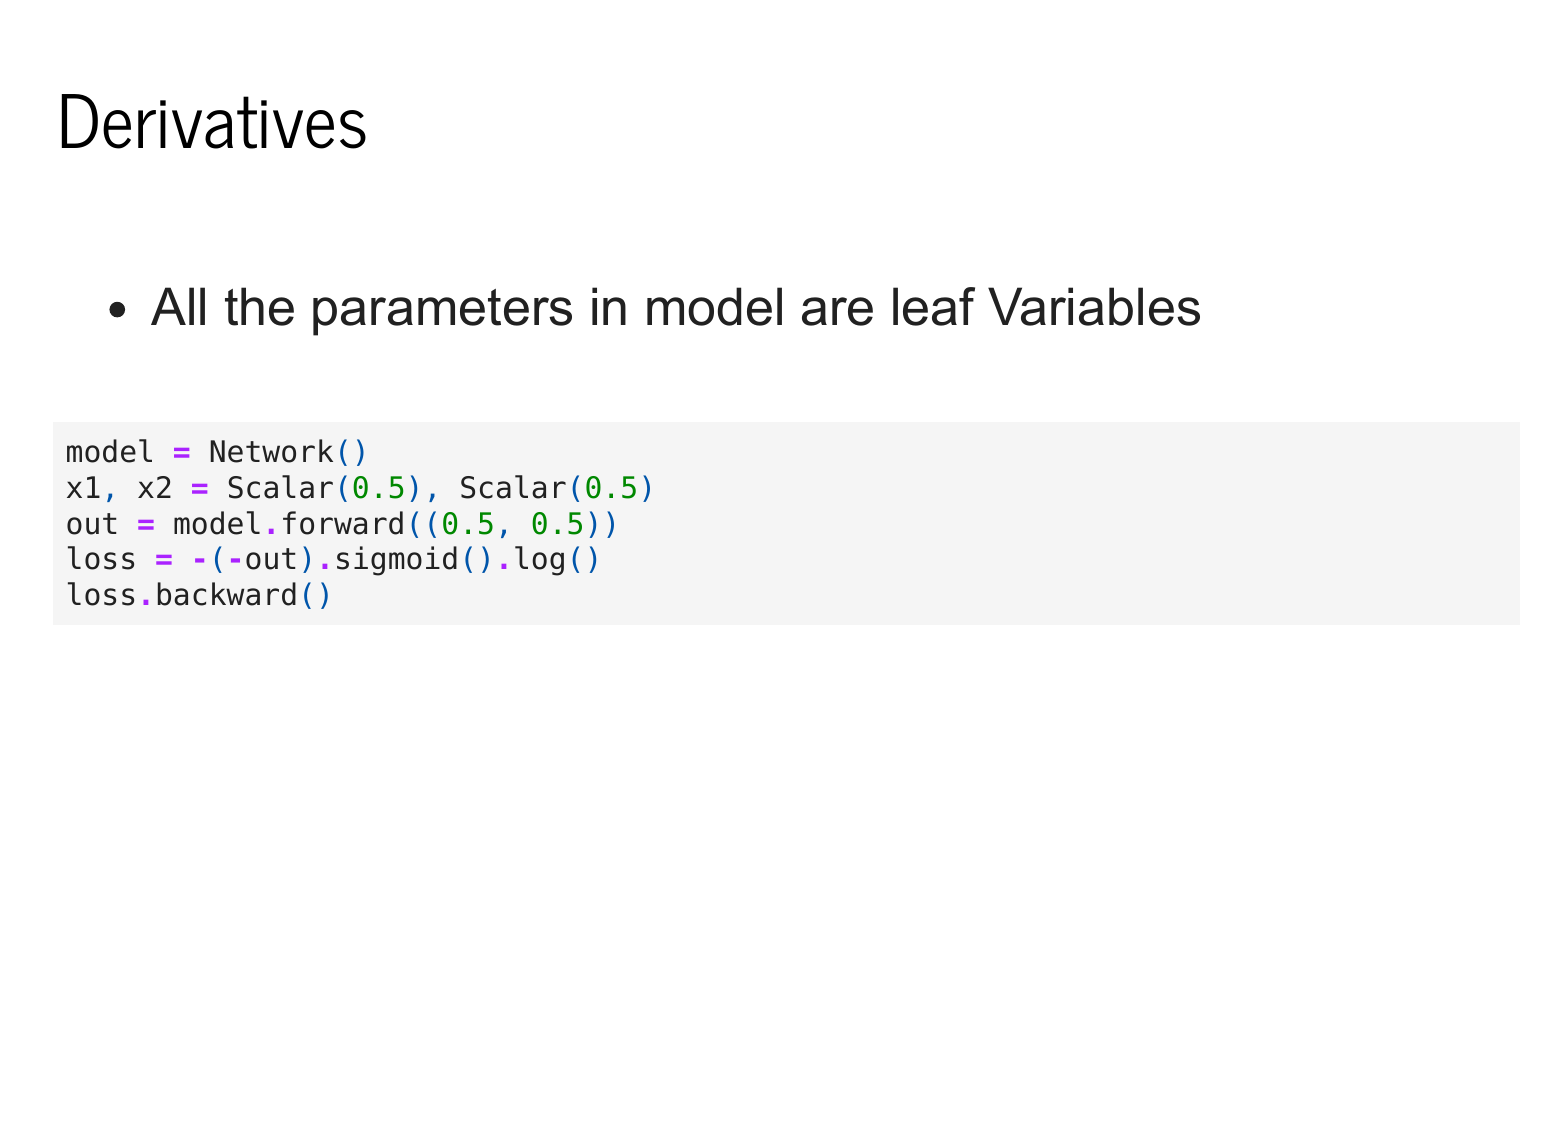 Derivatives
• All the parameters in model are leaf Variables
model = Network()
x1, x2 = Scalar(0.5), Scalar(0.5)
out = model.forward((0.5, 0.5))
loss = -(-out).sigmoid().log()
loss.backward()